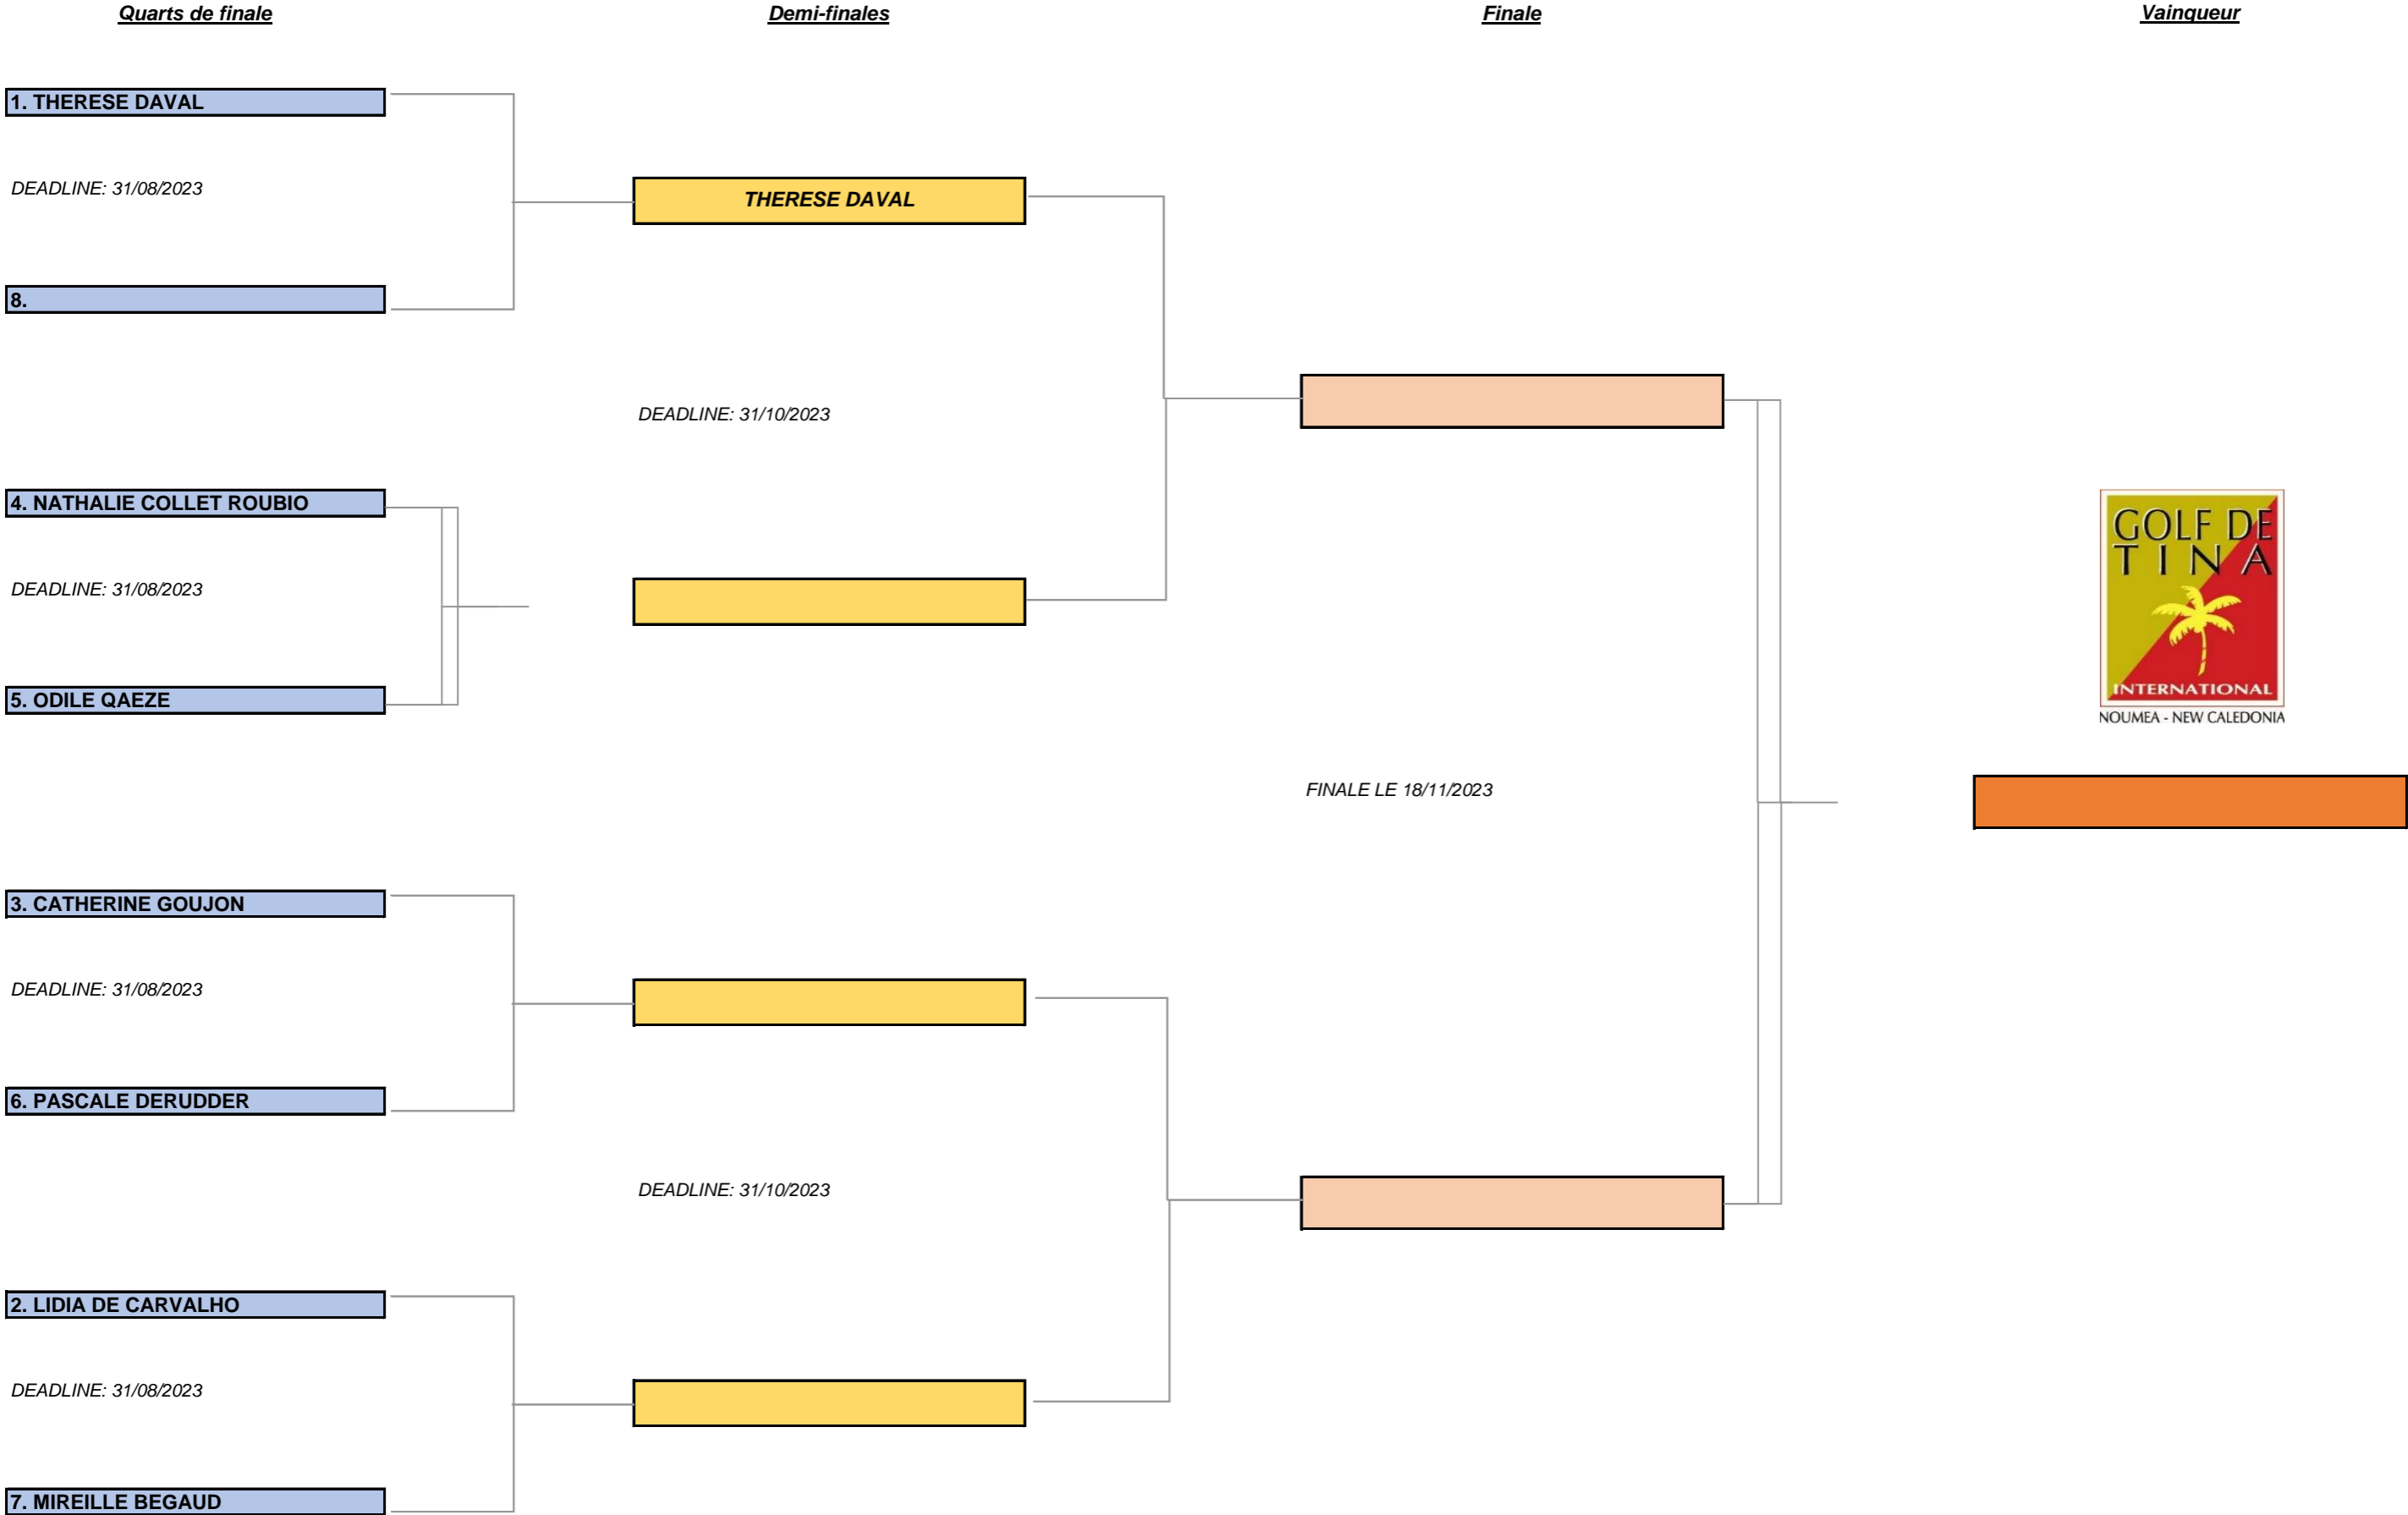 Quarts de finale
Demi-finales
Finale
Vainqueur
1. THERESE DAVAL
DEADLINE: 31/08/2023
THERESE DAVAL
8.
DEADLINE: 31/10/2023
4. NATHALIE COLLET ROUBIO
DEADLINE: 31/08/2023
5. ODILE QAEZE
GOLF DE
TINA
INTERNATIONAL
NOUMEA - NEW CALEDONIA
FINALE LE 18/11/2023
3. CATHERINE GOUJON
DEADLINE: 31/08/2023
6. PASCALE DERUDDER
DEADLINE: 31/10/2023
2. LIDIA DE CARVALHO
DEADLINE: 31/08/2023
7. MIREILLE BEGAUD